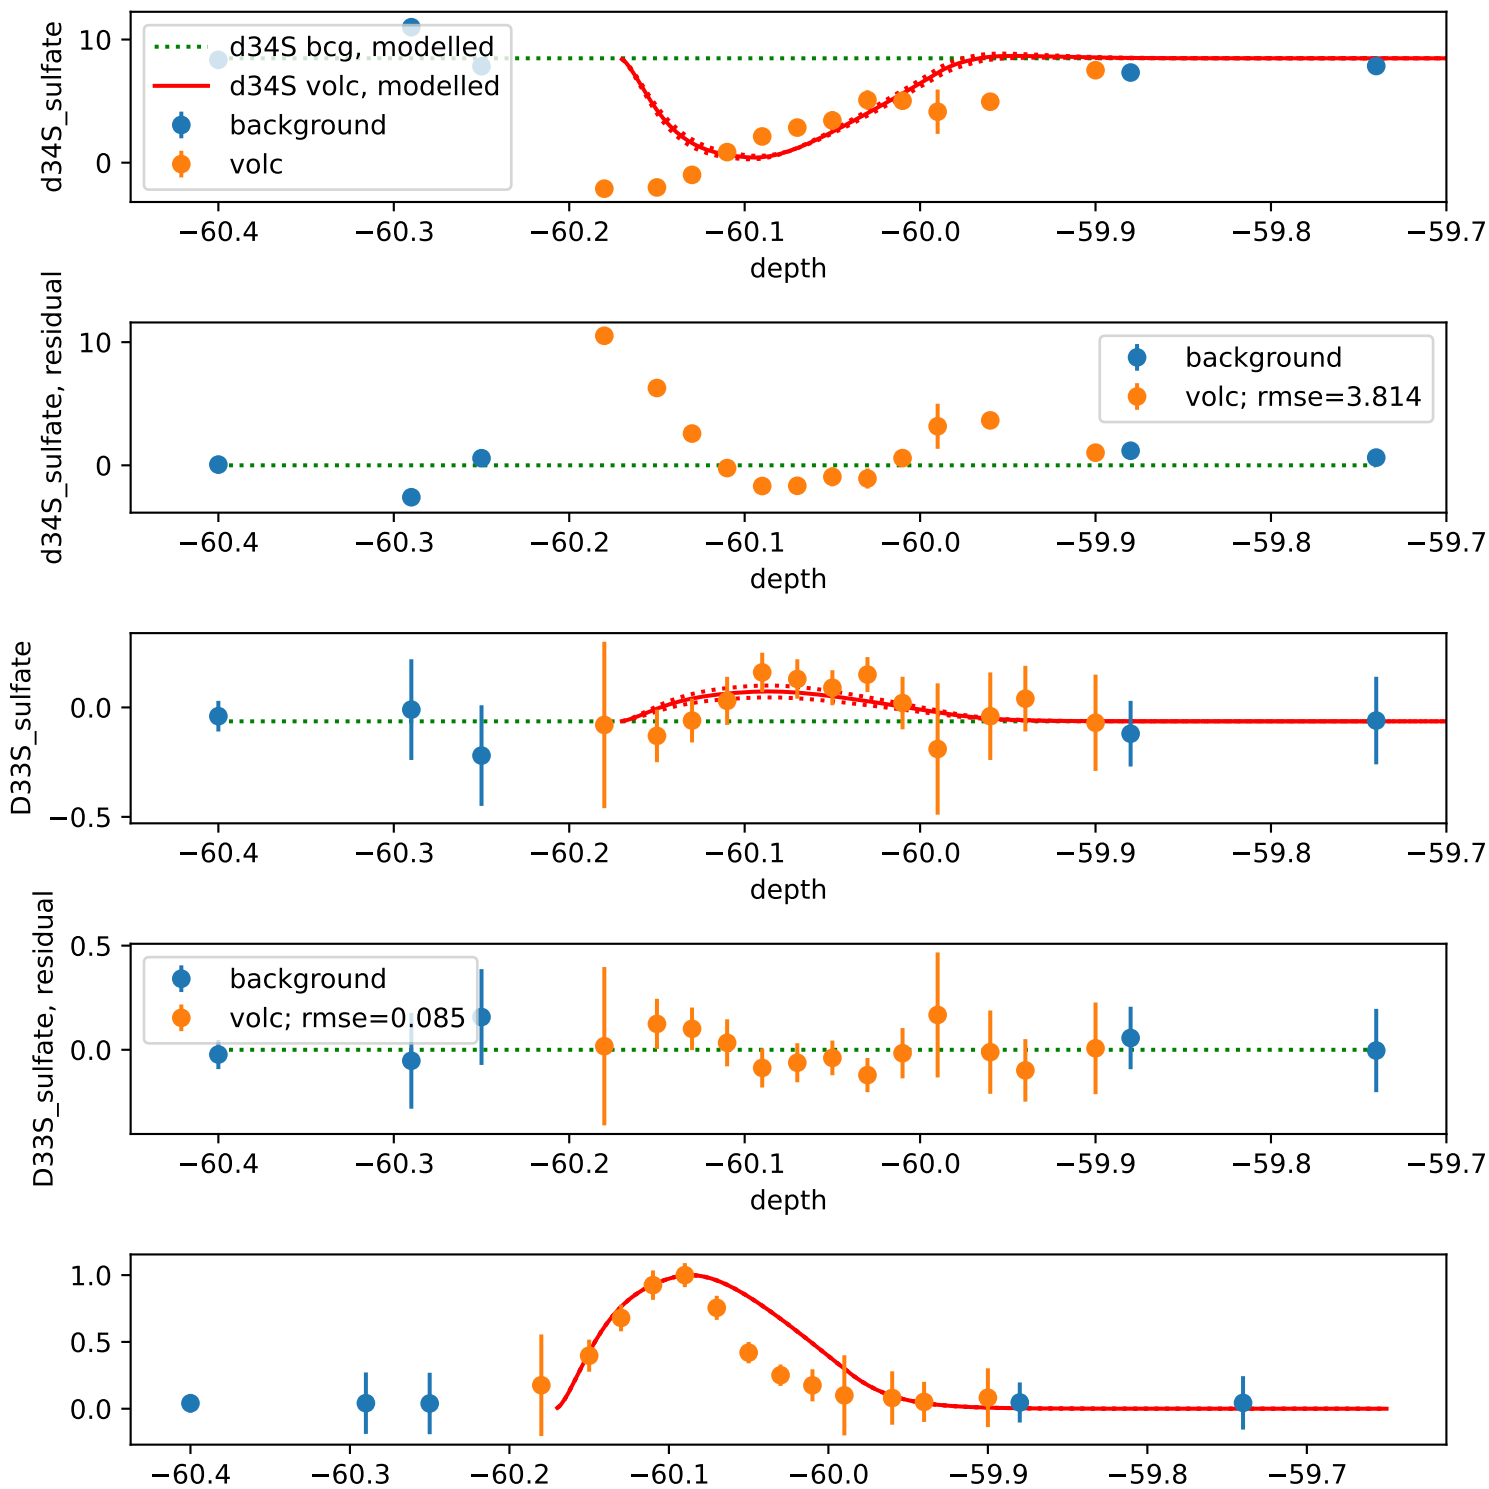 10
0
d34S_sulfate
d34S bcg, modelled
d34S volc, modelled
background
volc
−60.4 −60.3 −60.2 −60.1 −60.0 −59.9 −59.8 −59.7
depth
10
0
d34S_sulfate, residual
background
volc; rmse=3.814
−60.4 −60.3 −60.2 −60.1 −60.0 −59.9 −59.8 −59.7
depth
0.0
−0.5
D33S_sulfate
−60.4 −60.3 −60.2 −60.1 −60.0 −59.9 −59.8 −59.7
depth
0.5
0.0
D33S_sulfate, residual
background
volc; rmse=0.085
−60.4 −60.3 −60.2 −60.1 −60.0 −59.9 −59.8 −59.7
depth
1.0
0.5
0.0
−60.4 −60.3 −60.2 −60.1 −60.0 −59.9 −59.8 −59.7